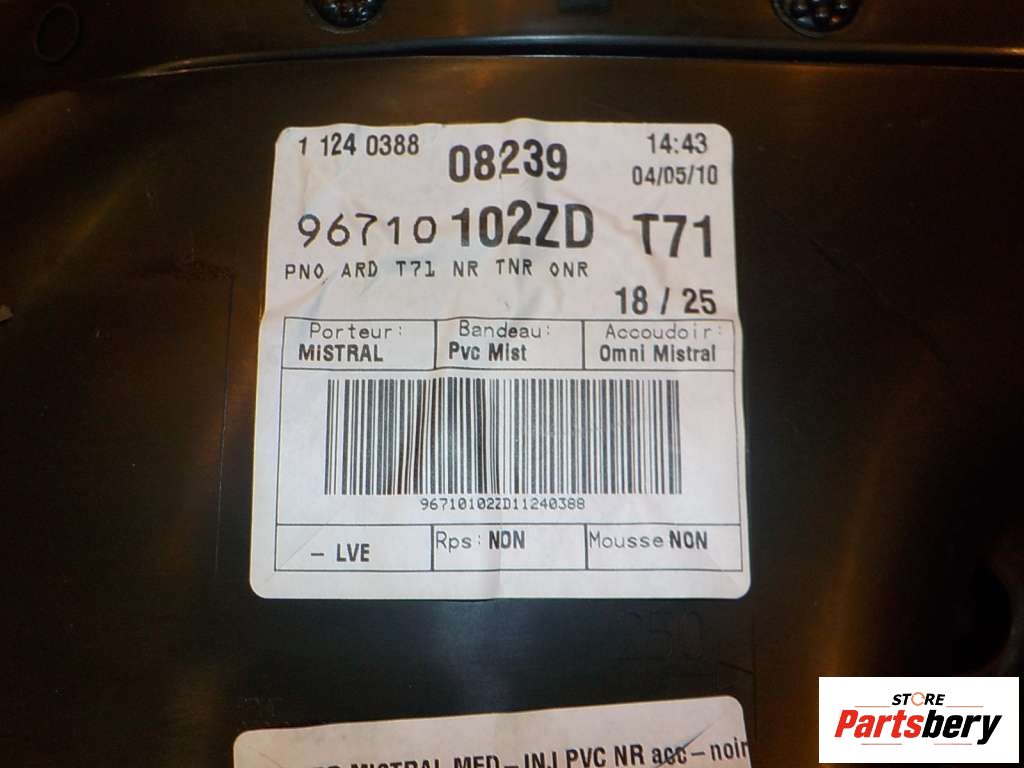 1 124 0388 08239 14:43
04/05/10
96710 102ZD T71
PNO ARD T71 NR TNR ONR
18 / 25
Porteur: Bandeau: Accoudoir:
MiSTRAL Pvc Mist Omni Mistral
96710102ZD11240388
- LVE Rps: NON Mousse NON
250
MISTRAL MED-INJ PVC NR acc-noir
STORE
Partsbery